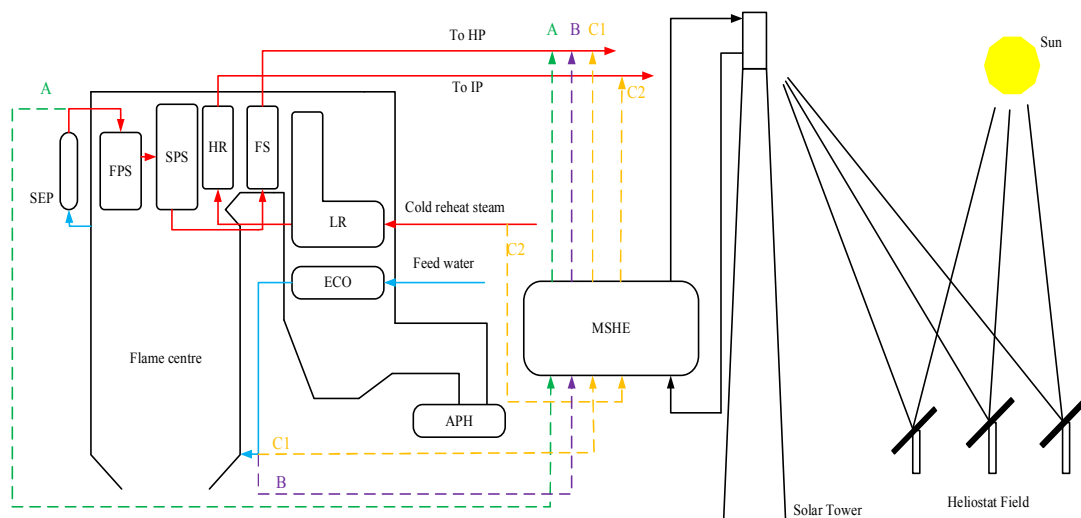 A B C1
Sun
To HP
To IP
C2
A
SPS
HR
FS
FPS
SEP
LR
Cold reheat steam
C2
ECO
Feed water
MSHE
Flame centre
APH
C1
B
Heliostat Field
Solar Tower